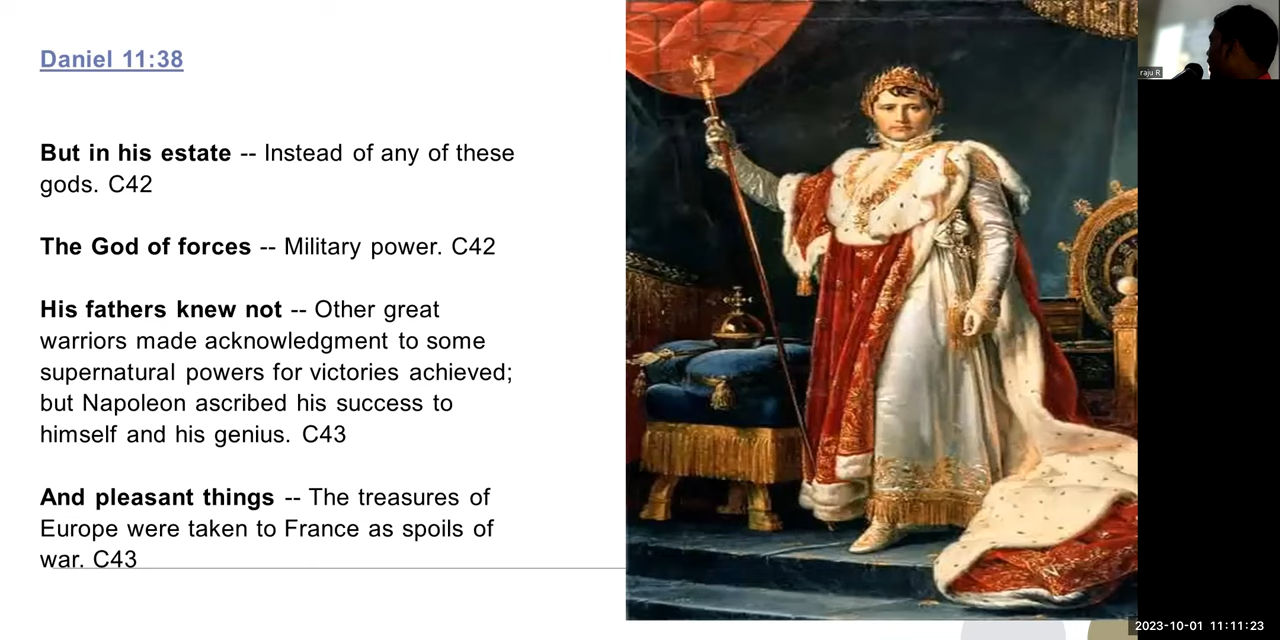 Daniel 11:38
But in his estate -- Instead of any of these
gods. C42
The God of forces -- Military power. C42
His fathers knew not -- Other great
warriors made acknowledgment to some
supernatural powers for victories achieved;
but Napoleon ascribed his success to
himself and his genius. C43
And pleasant things -- The treasures of
Europe were taken to France as spoils of
war. C43
raju R
2023-10-01 11:11:23